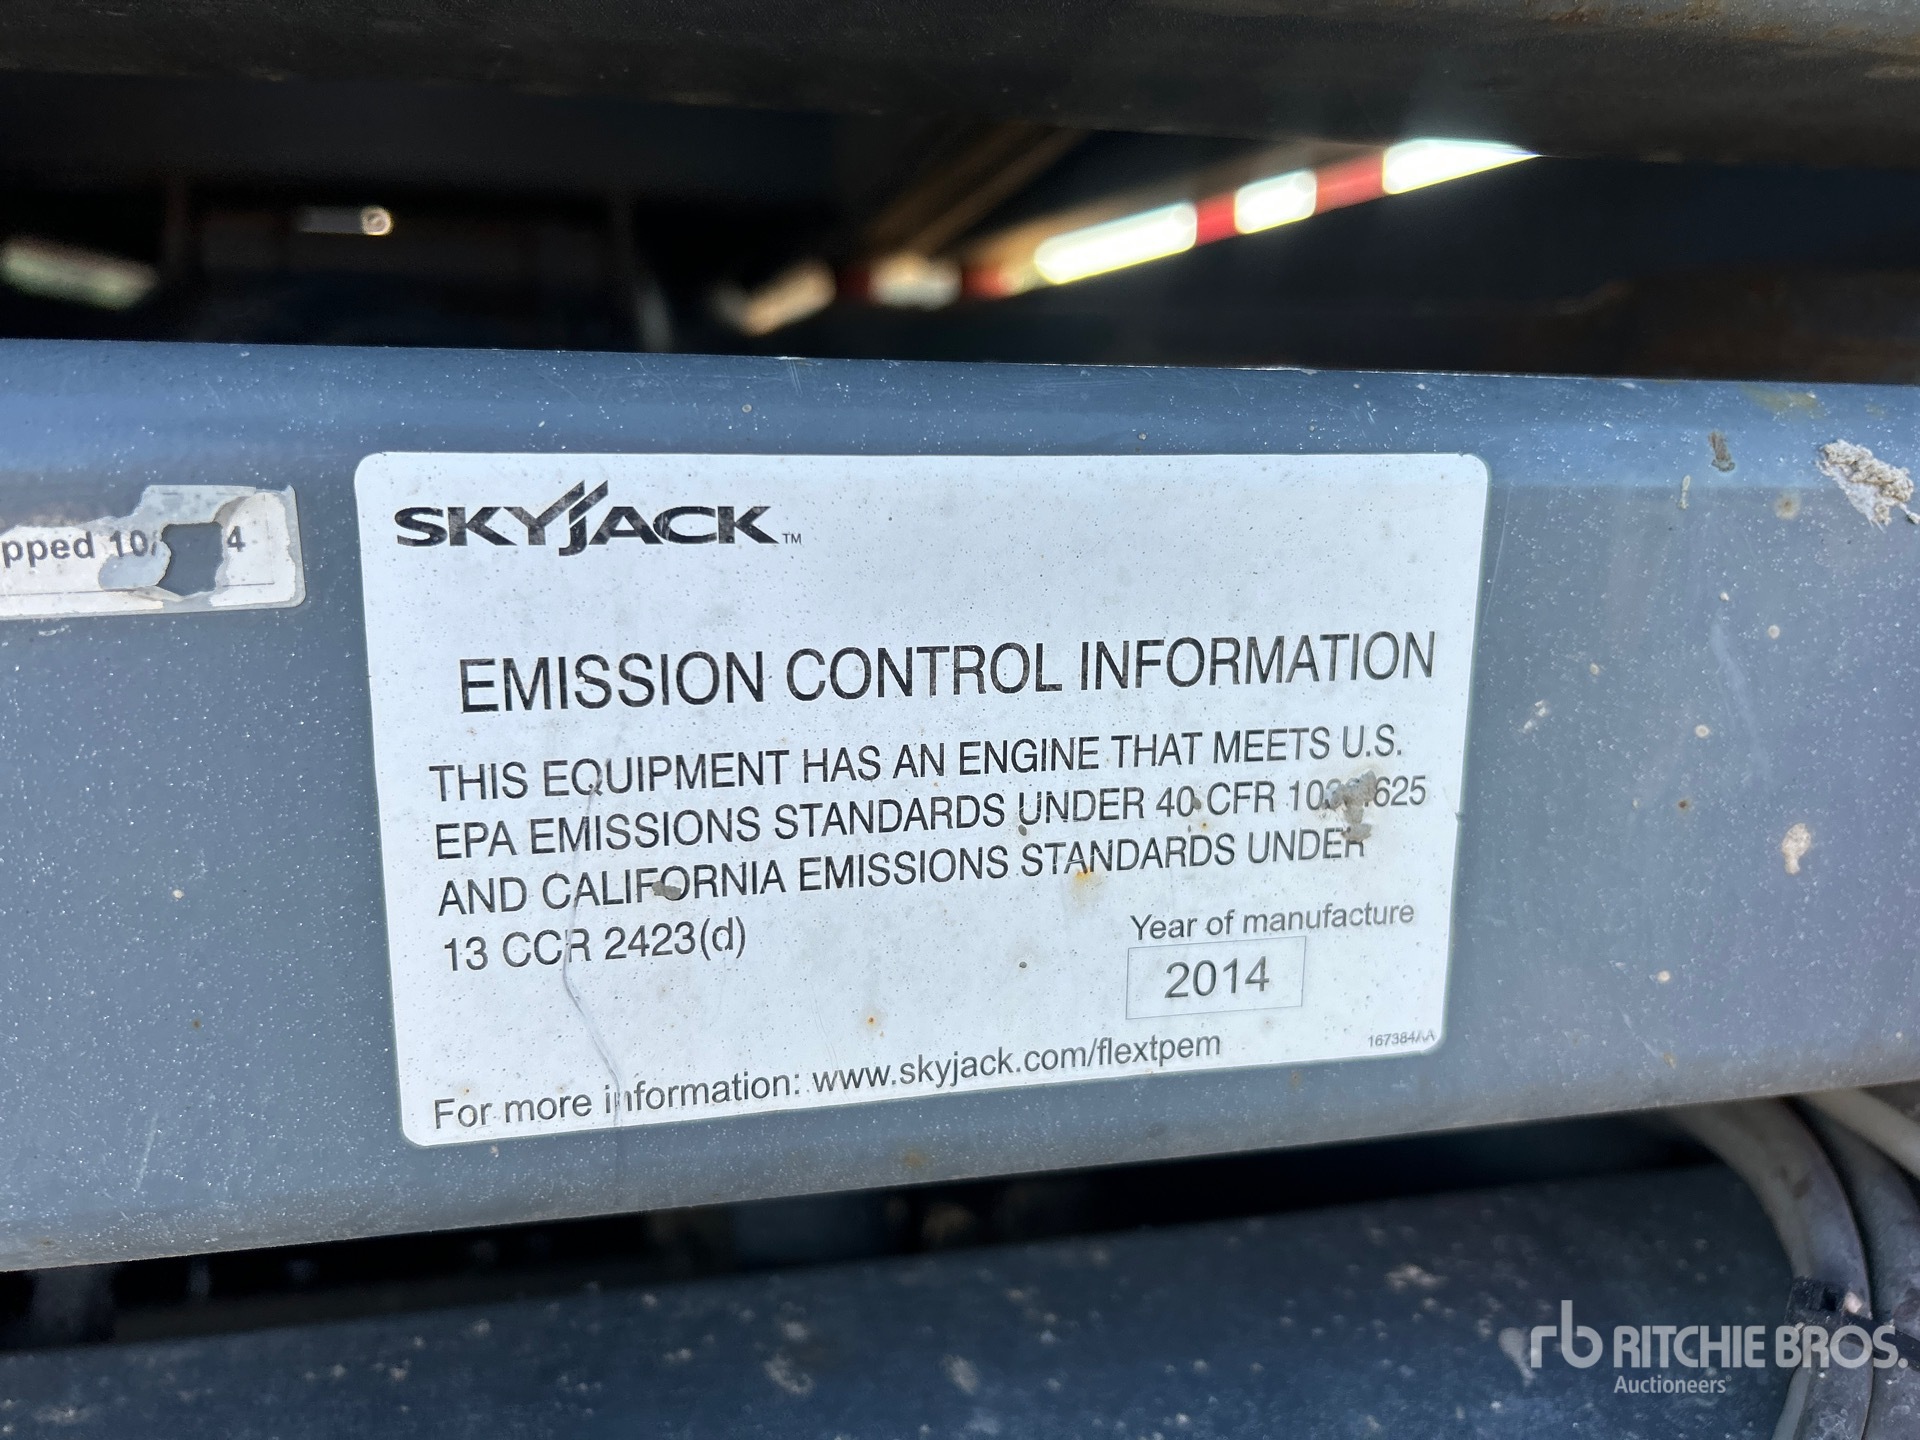 SKYJACK™
EMISSION CONTROL INFORMATION
THIS EQUIPMENT HAS AN ENGINE THAT MEETS U.S.
EPA EMISSIONS STANDARDS UNDER 40 CFR
AND CALIFORNIA EMISSIONS STANDARDS UNDER
13 CCR 2423(d)
Year of manufacture
2014
For more information: www.skyjack.com/flextpem
167384AA
pped 10/ 4
rb RITCHIE BROS.
Auctioneers